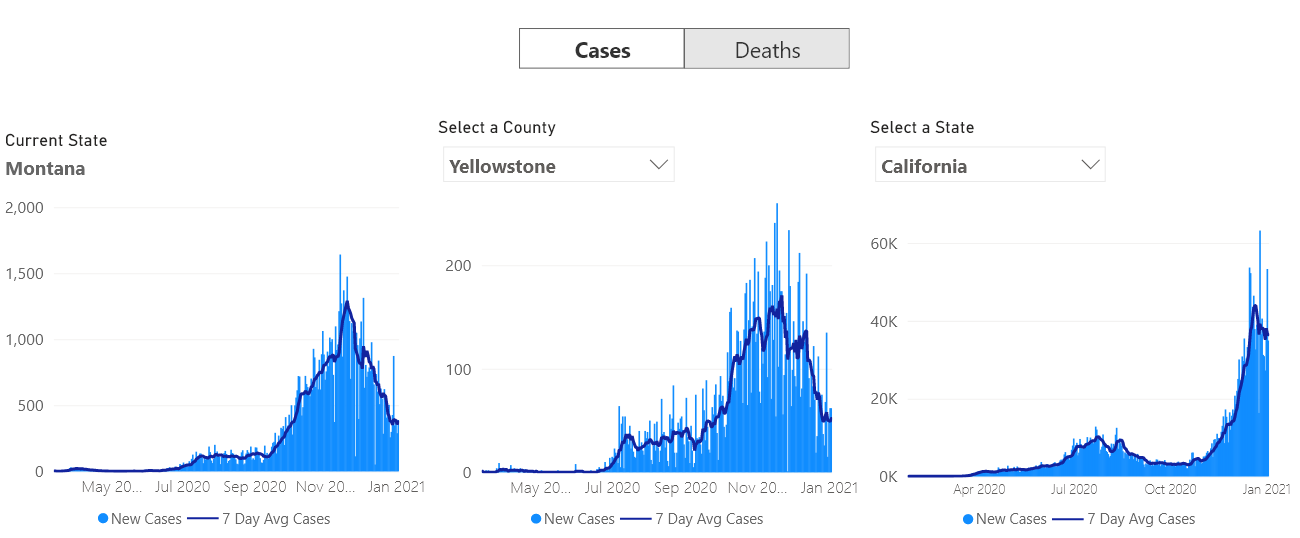 Cases Deaths
Current State
Montana
2,000
1,500
1,000
500
0
May 20... Jul 2020 Sep 2020 Nov 20... Jan 2021
New Cases 7 Day Avg Cases
Select a County
Yellowstone
200
100
0
May 20... Jul 2020 Sep 2020 Nov 20... Jan 2021
New Cases 7 Day Avg Cases
Select a State
California
60K
40K
20K
0K
Apr 2020 Jul 2020 Oct 2020 Jan 2021
New Cases 7 Day Avg Cases